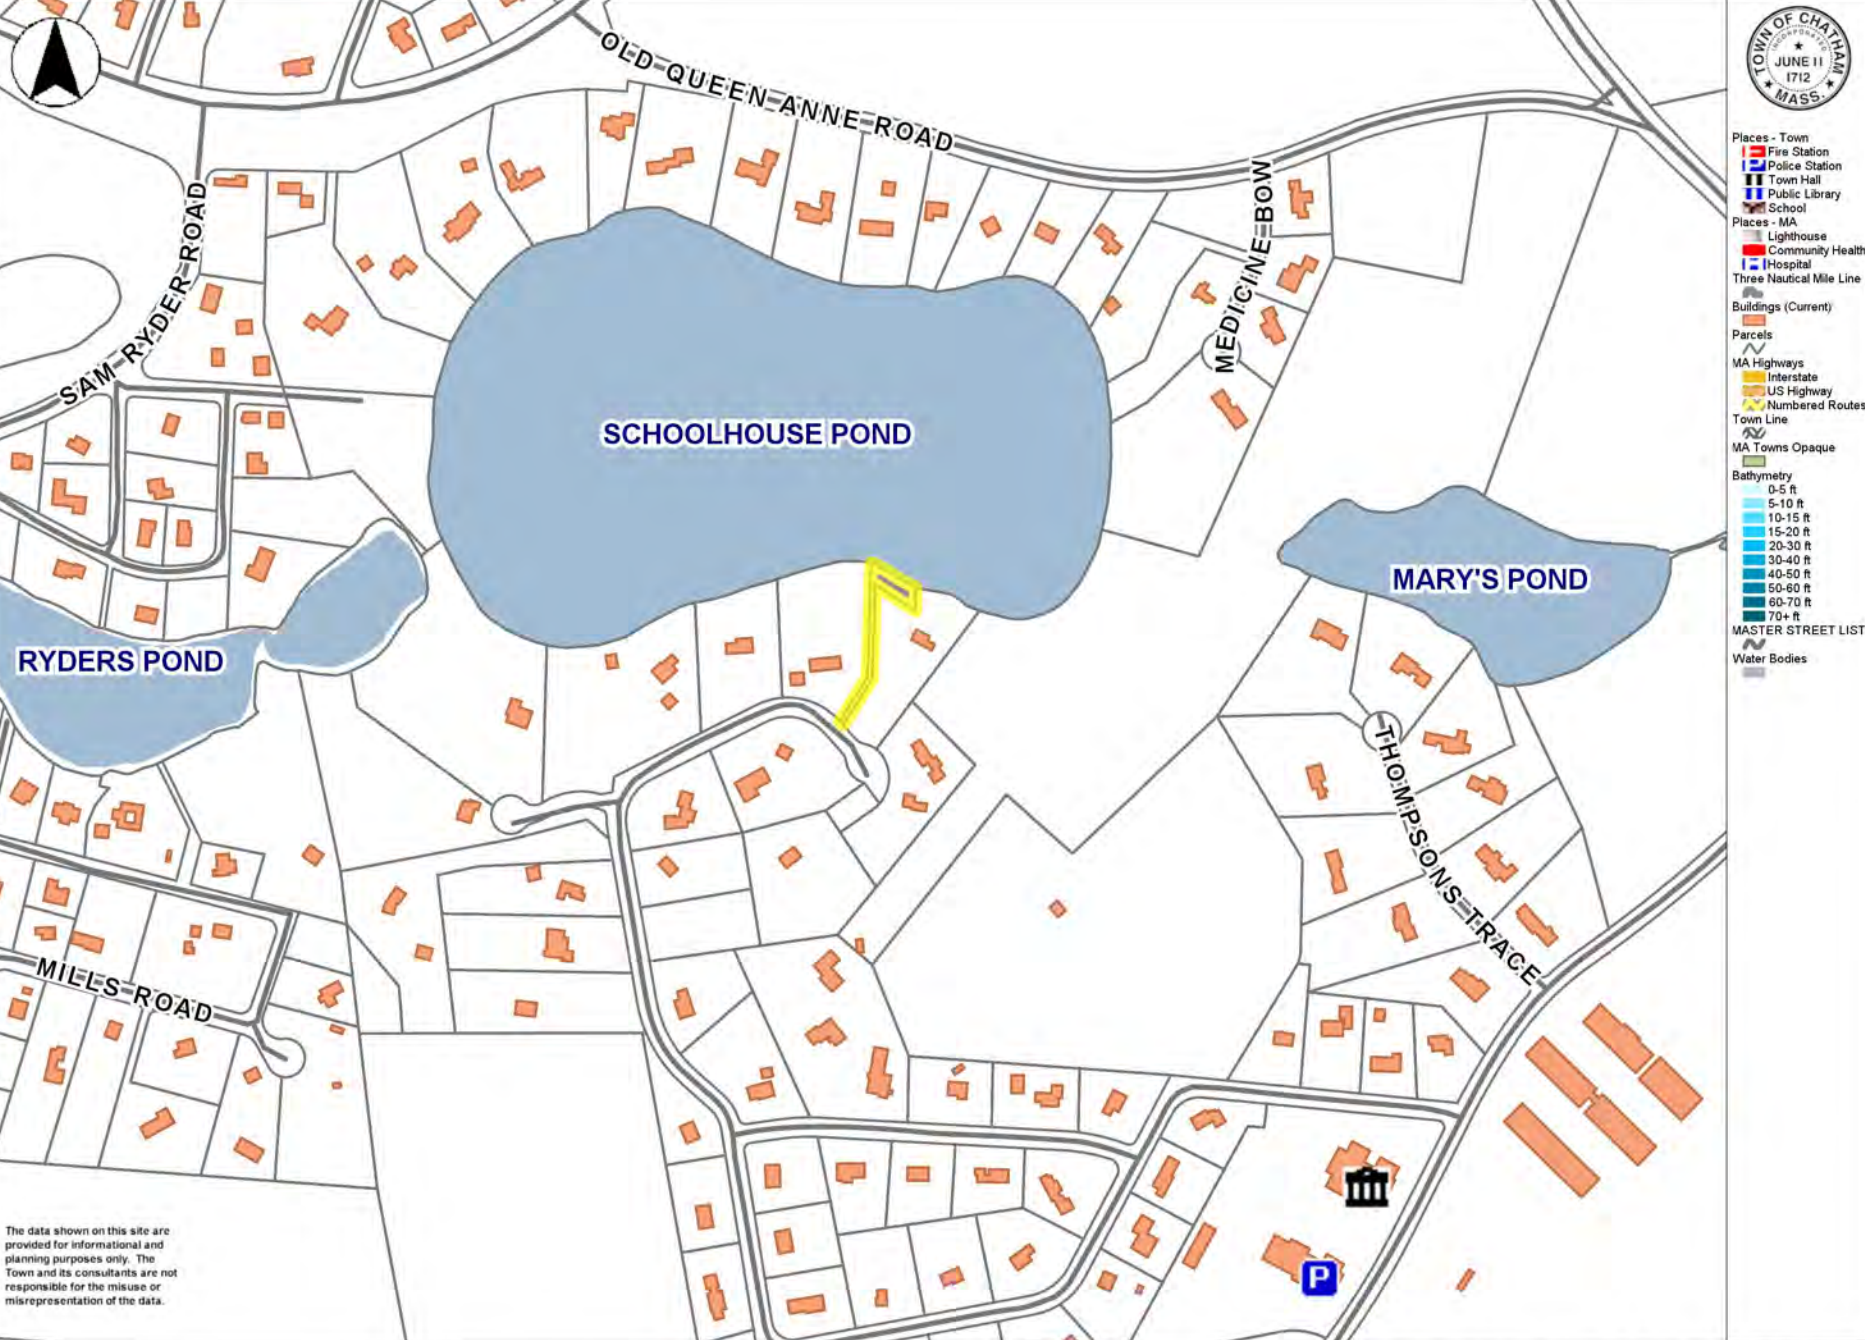 OLD QUEEN ANNE ROAD
SAM RYDER ROAD
MEDICINE BOW
SCHOOLHOUSE POND
MARY'S POND
RYDERS POND
THOMPSONS TRACE
MILLS ROAD
P
The data shown on this site are
provided for informational and
planning purposes only. The
Town and its consultants are not
responsible for the misuse or
misrepresentation of the data.
TOWN OF CHATHAM
INCORPORATED
JUNE 11
1712
MASS.
Places - Town
Fire Station
Police Station
Town Hall
Public Library
School
Places - MA
Lighthouse
Community Health
Hospital
Three Nautical Mile Line
Buildings (Current)
Parcels
MA Highways
Interstate
US Highway
Numbered Routes
Town Line
MA Towns Opaque
Bathymetry
0-5 ft
5-10 ft
10-15 ft
15-20 ft
20-30 ft
30-40 ft
40-50 ft
50-60 ft
60-70 ft
70+ ft
MASTER STREET LIST
Water Bodies